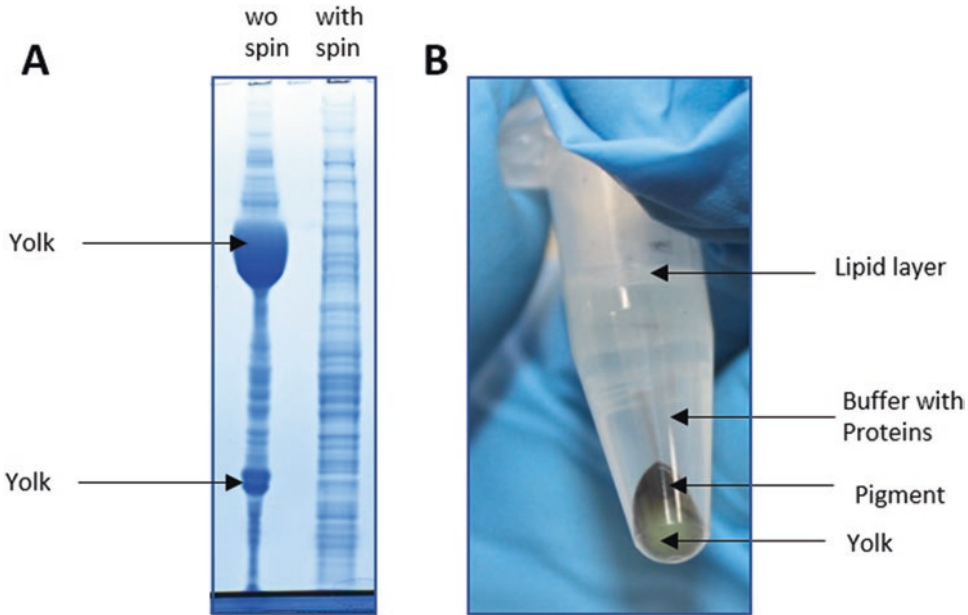 A
wo
spin
with
spin
B
Yolk
Yolk
Lipid layer
Buffer with
Proteins
Pigment
Yolk